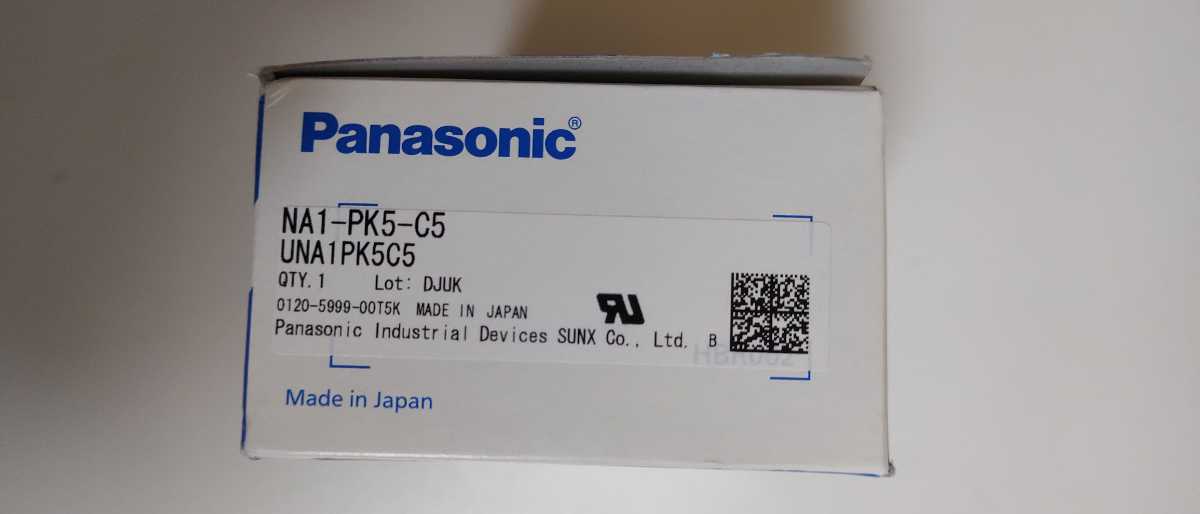 Panasonic®
NA1-PK5-C5
UNA1PK5C5
QTY.1 Lot: DJUK
0120-5999-00T5K MADE IN JAPAN
Panasonic Industrial Devices SUNX Co., Ltd. B
Made in Japan